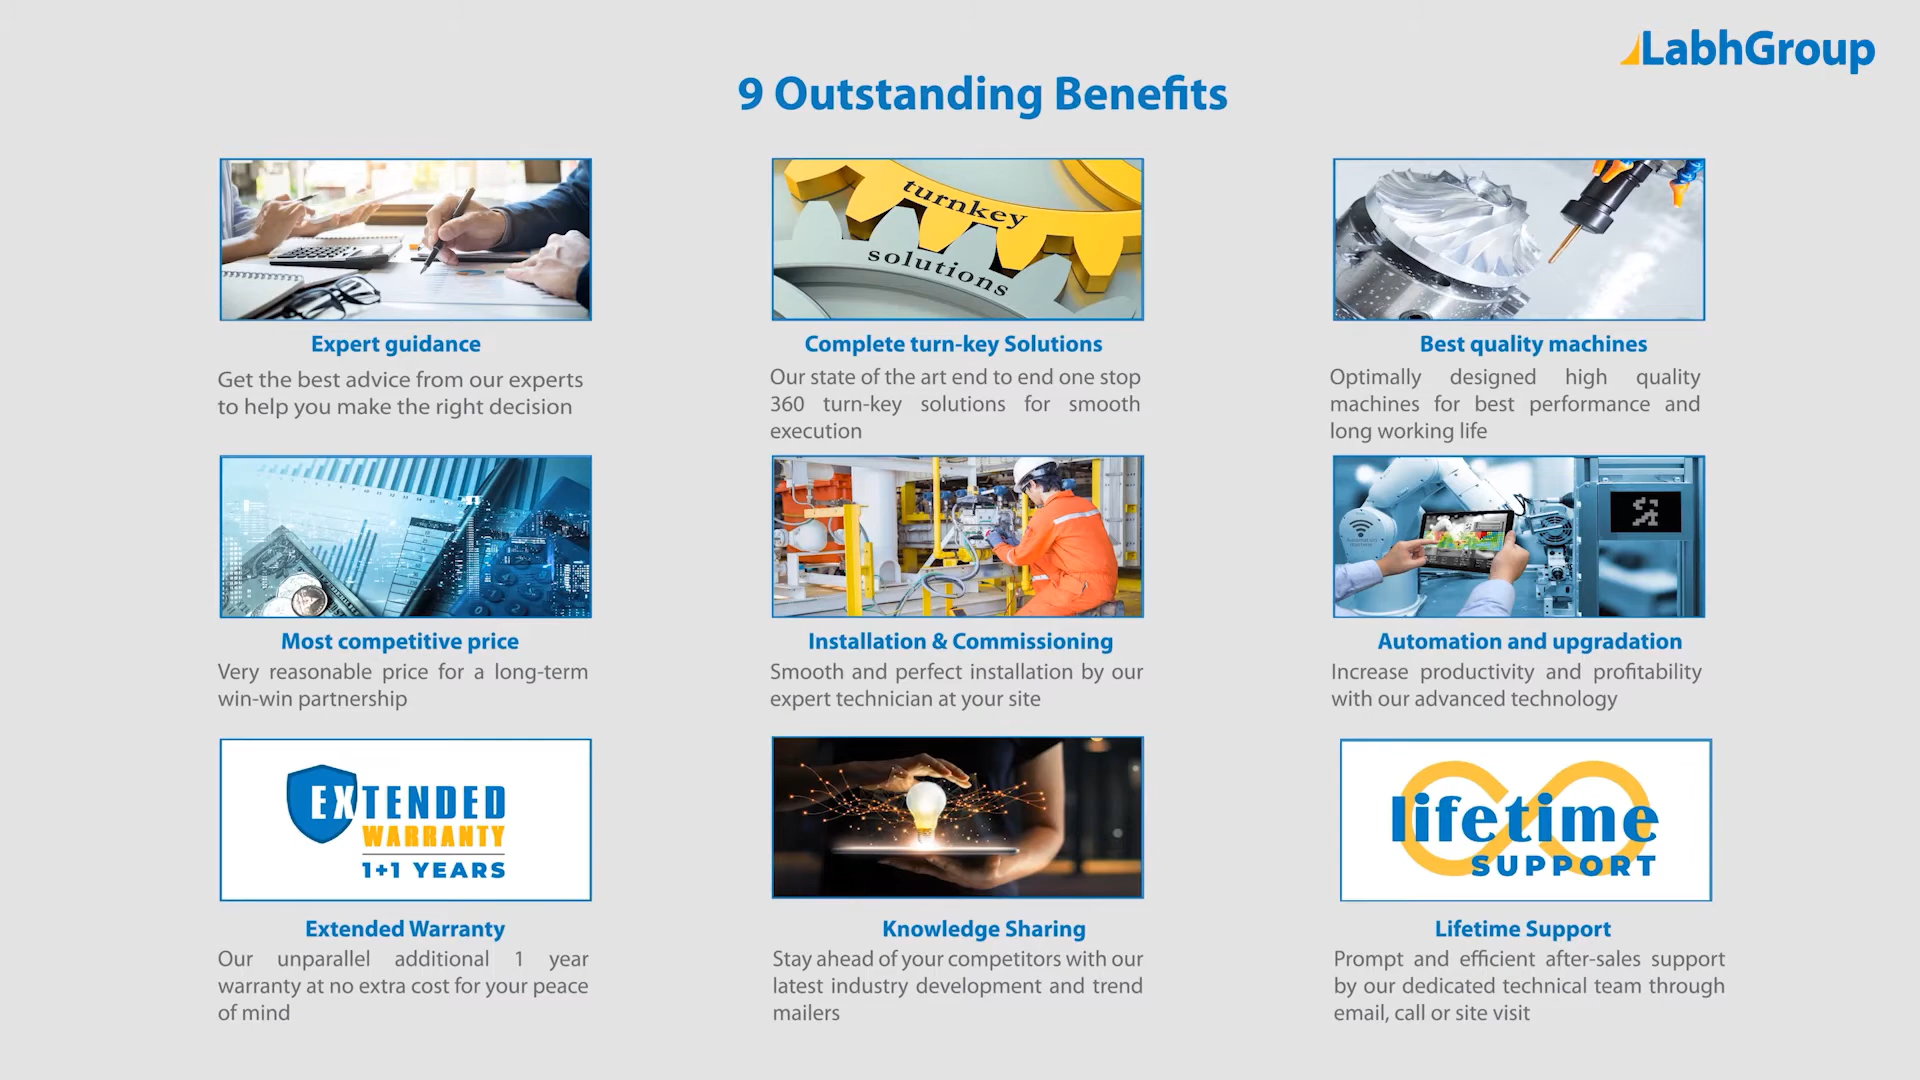 LabhGroup
9 Outstanding Benefits
turnkey
solutions
Expert guidance
Get the best advice from our experts
to help you make the right decision
Complete turn-key Solutions
Our state of the art end to end one stop
360 turn-key solutions for smooth
execution
Best quality machines
Optimally designed high quality
machines for best performance and
long working life
Most competitive price
Very reasonable price for a long-term
win-win partnership
Installation & Commissioning
Smooth and perfect installation by our
expert technician at your site
Automation and upgradation
Increase productivity and profitability
with our advanced technology
EXTENDED
WARRANTY
1+1 YEARS
Extended Warranty
Our unparallel additional 1 year
warranty at no extra cost for your peace
of mind
Knowledge Sharing
Stay ahead of your competitors with our
latest industry development and trend
mailers
lifetime
SUPPORT
Lifetime Support
Prompt and efficient after-sales support
by our dedicated technical team through
email, call or site visit